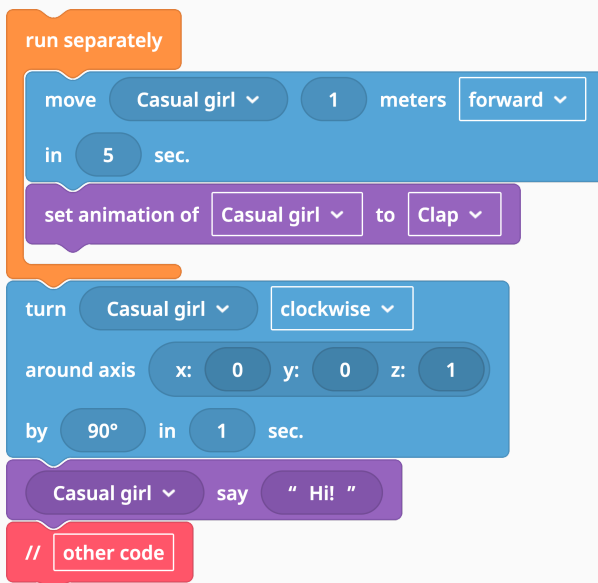 run separately
move Casual girl 1 meters forward
in 5 sec.
set animation of Casual girl to Clap
turn Casual girl clockwise
around axis x: 0 y: 0 z: 1
by 90° in 1 sec.
Casual girl say “ Hi! ”
// other code